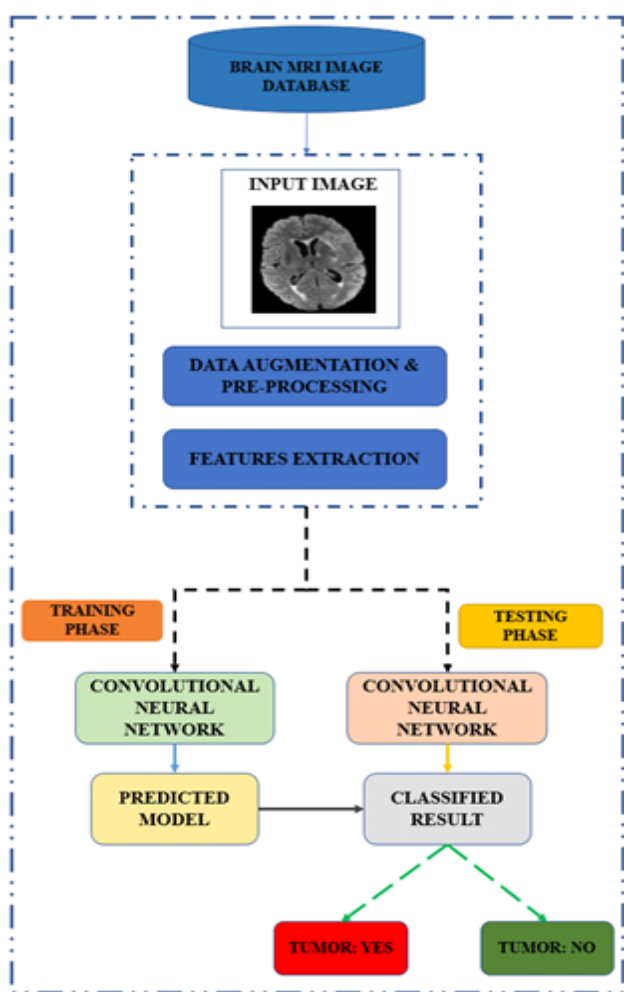 BRAIN MRI IMAGE
DATABASE
INPUT IMAGE
DATA AUGMENTATION &
PRE-PROCESSING
FEATURES EXTRACTION
TRAINING
PHASE
TESTING
PHASE
CONVOLUTIONAL
NEURAL
NETWORK
CONVOLUTIONAL
NEURAL
NETWORK
PREDICTED
MODEL
CLASSIFIED
RESULT
TUMOR: YES
TUMOR: NO